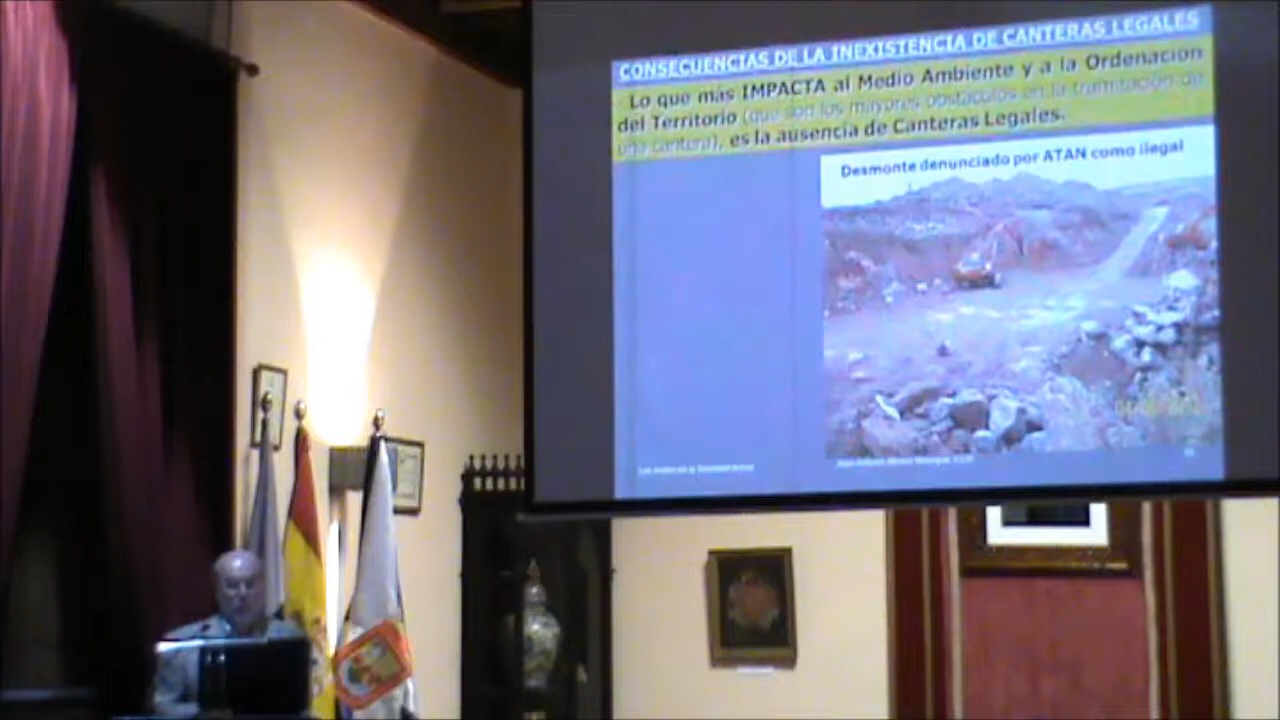 CONSECUENCIAS DE LA INEXISTENCIA DE CANTERAS LEGALES
Lo que más IMPACTA al Medio Ambiente y a la Ordenación
del Territorio (que son los mayores obstáculos en la tramitación de
una cantera), es la ausencia de Canteras Legales.
Desmonte denunciado por ATAN como ilegal